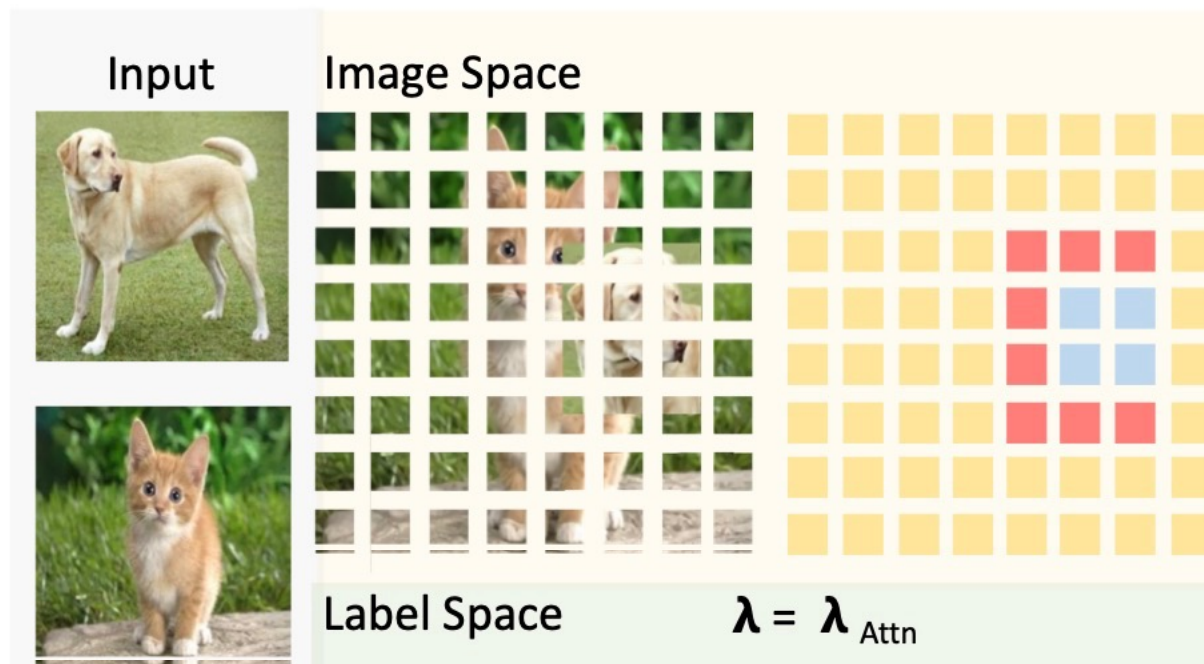 Input
Image Space
Label Space
λ = λ Attn